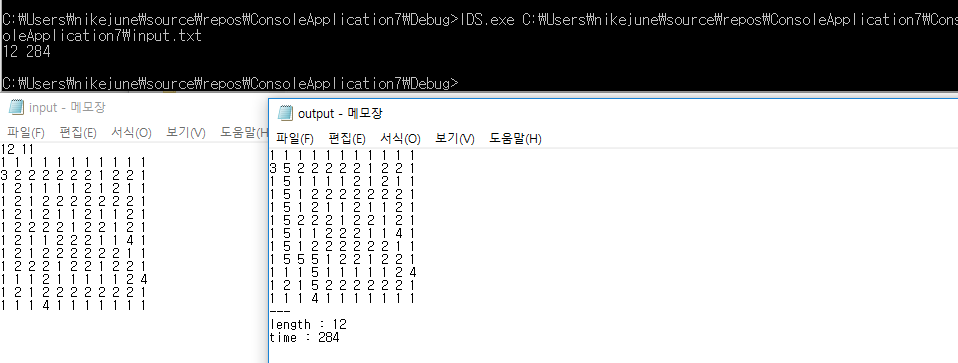 C:₩Users₩nikejune₩source₩repos₩ConsoleApplication7₩Debug>IDS.exe C:₩Users₩nikejune₩source₩repos₩ConsoleApplication7₩Cons
oleApplication7₩input.txt
12 284
C:₩Users₩nikejune₩source₩repos₩ConsoleApplication7₩Debug>
input - 메모장
파일(F) 편집(E) 서식(O) 보기(V) 도움말(H
12 11
1 1 1 1 1 1 1 1 1 1 1
3 2 2 2 2 2 2 1 2 2 1
1 2 1 1 1 1 2 1 2 1 1
1 2 1 2 2 2 2 2 2 2 1
1 2 1 2 1 1 2 1 1 2 1
1 2 2 2 2 1 2 2 1 2 1
1 2 1 1 2 2 2 1 1 4 1
1 2 1 2 2 2 2 2 2 1 1
1 2 2 2 1 2 2 1 2 2 1
1 1 1 2 1 1 1 1 1 2 4
1 2 1 2 2 2 2 2 2 2 1
1 1 1 4 1 1 1 1 1 1 1
output - 메모장
파일(F) 편집(E) 서식(O) 보기(V) 도움말(H)
1 1 1 1 1 1 1 1 1 1 1
3 5 2 2 2 2 2 1 2 2 1
1 5 1 1 1 1 2 1 2 1 1
1 5 1 2 2 2 2 2 2 2 1
1 5 1 2 1 1 2 1 1 2 1
1 5 2 2 2 1 2 2 1 2 1
1 5 1 1 2 2 2 1 1 4 1
1 5 1 2 2 2 2 2 2 1 1
1 5 5 5 1 2 2 1 2 2 1
1 1 1 5 1 1 1 1 1 2 4
1 2 1 5 2 2 2 2 2 2 1
1 1 1 4 1 1 1 1 1 1 1
---
length : 12
time : 284